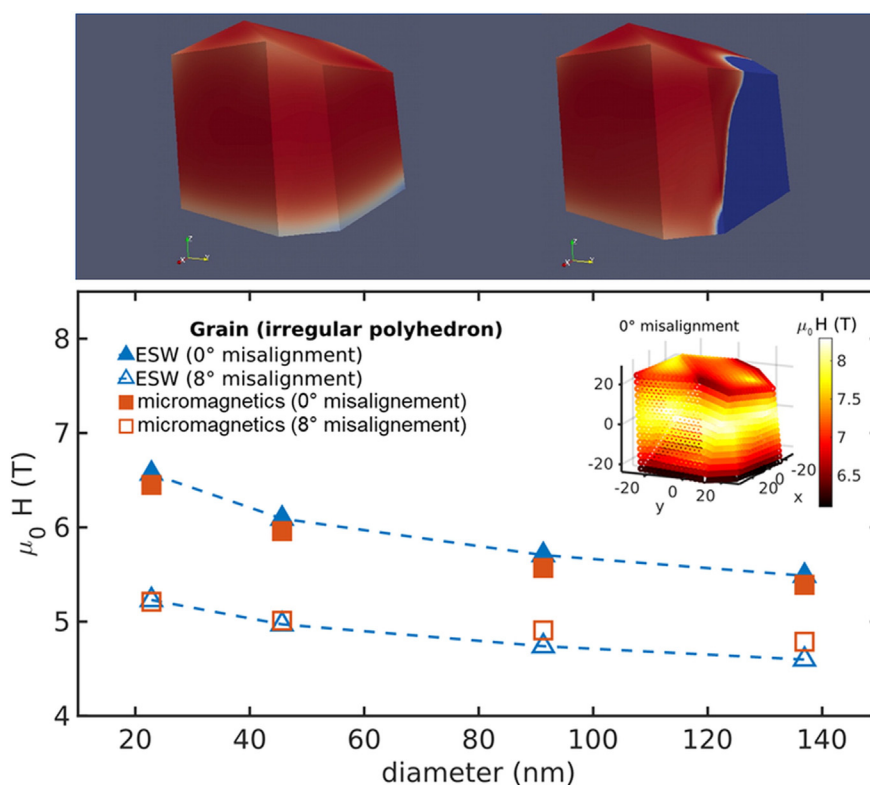 z
x
y
z
x
y
Grain (irregular polyhedron)
ESW (0° misalignment)
ESW (8° misalignment)
micromagnetics (0° misalignement)
micromagnetics (8° misalignement)
0° misalignment
μ₀H (T)
8
7.5
7
6.5
20
0
-20
-20
0
20
y
20
0
-20
x
8
7
6
5
4
μ₀ H (T)
20
40
60
80
100
120
140
diameter (nm)